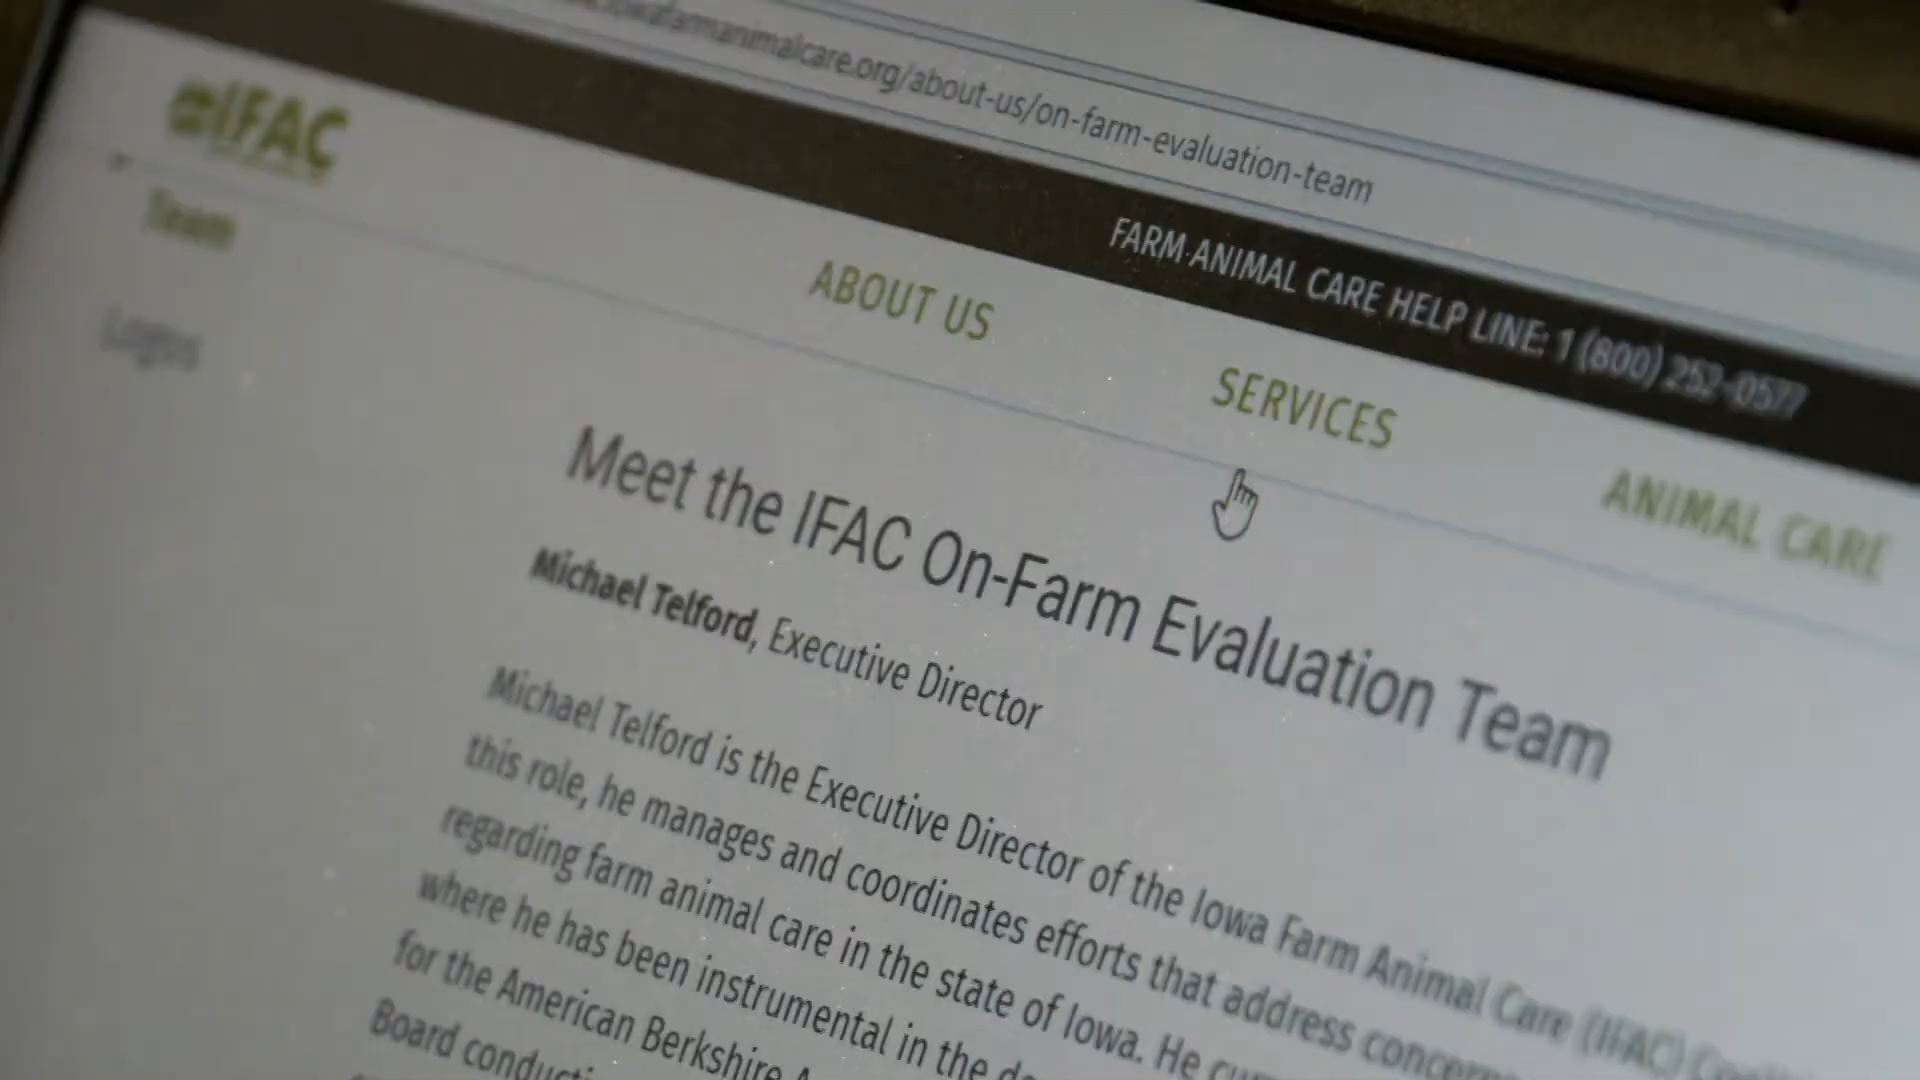 farmanimalcare.org/about-us/on-farm-evaluation-team
FARM ANIMAL CARE HELP LINE: 1 (800) 252-0577
IFAC
ABOUT US
SERVICES
ANIMAL CARE
Team
Logos
Meet the IFAC On-Farm Evaluation Team
Michael Telford, Executive Director
Michael Telford is the Executive Director of the Iowa Farm Animal Care (IFAC)
this role, he manages and coordinates efforts that address
regarding farm animal care in the state of Iowa. He
where he has been instrumental in the
for the American Berkshire
Board